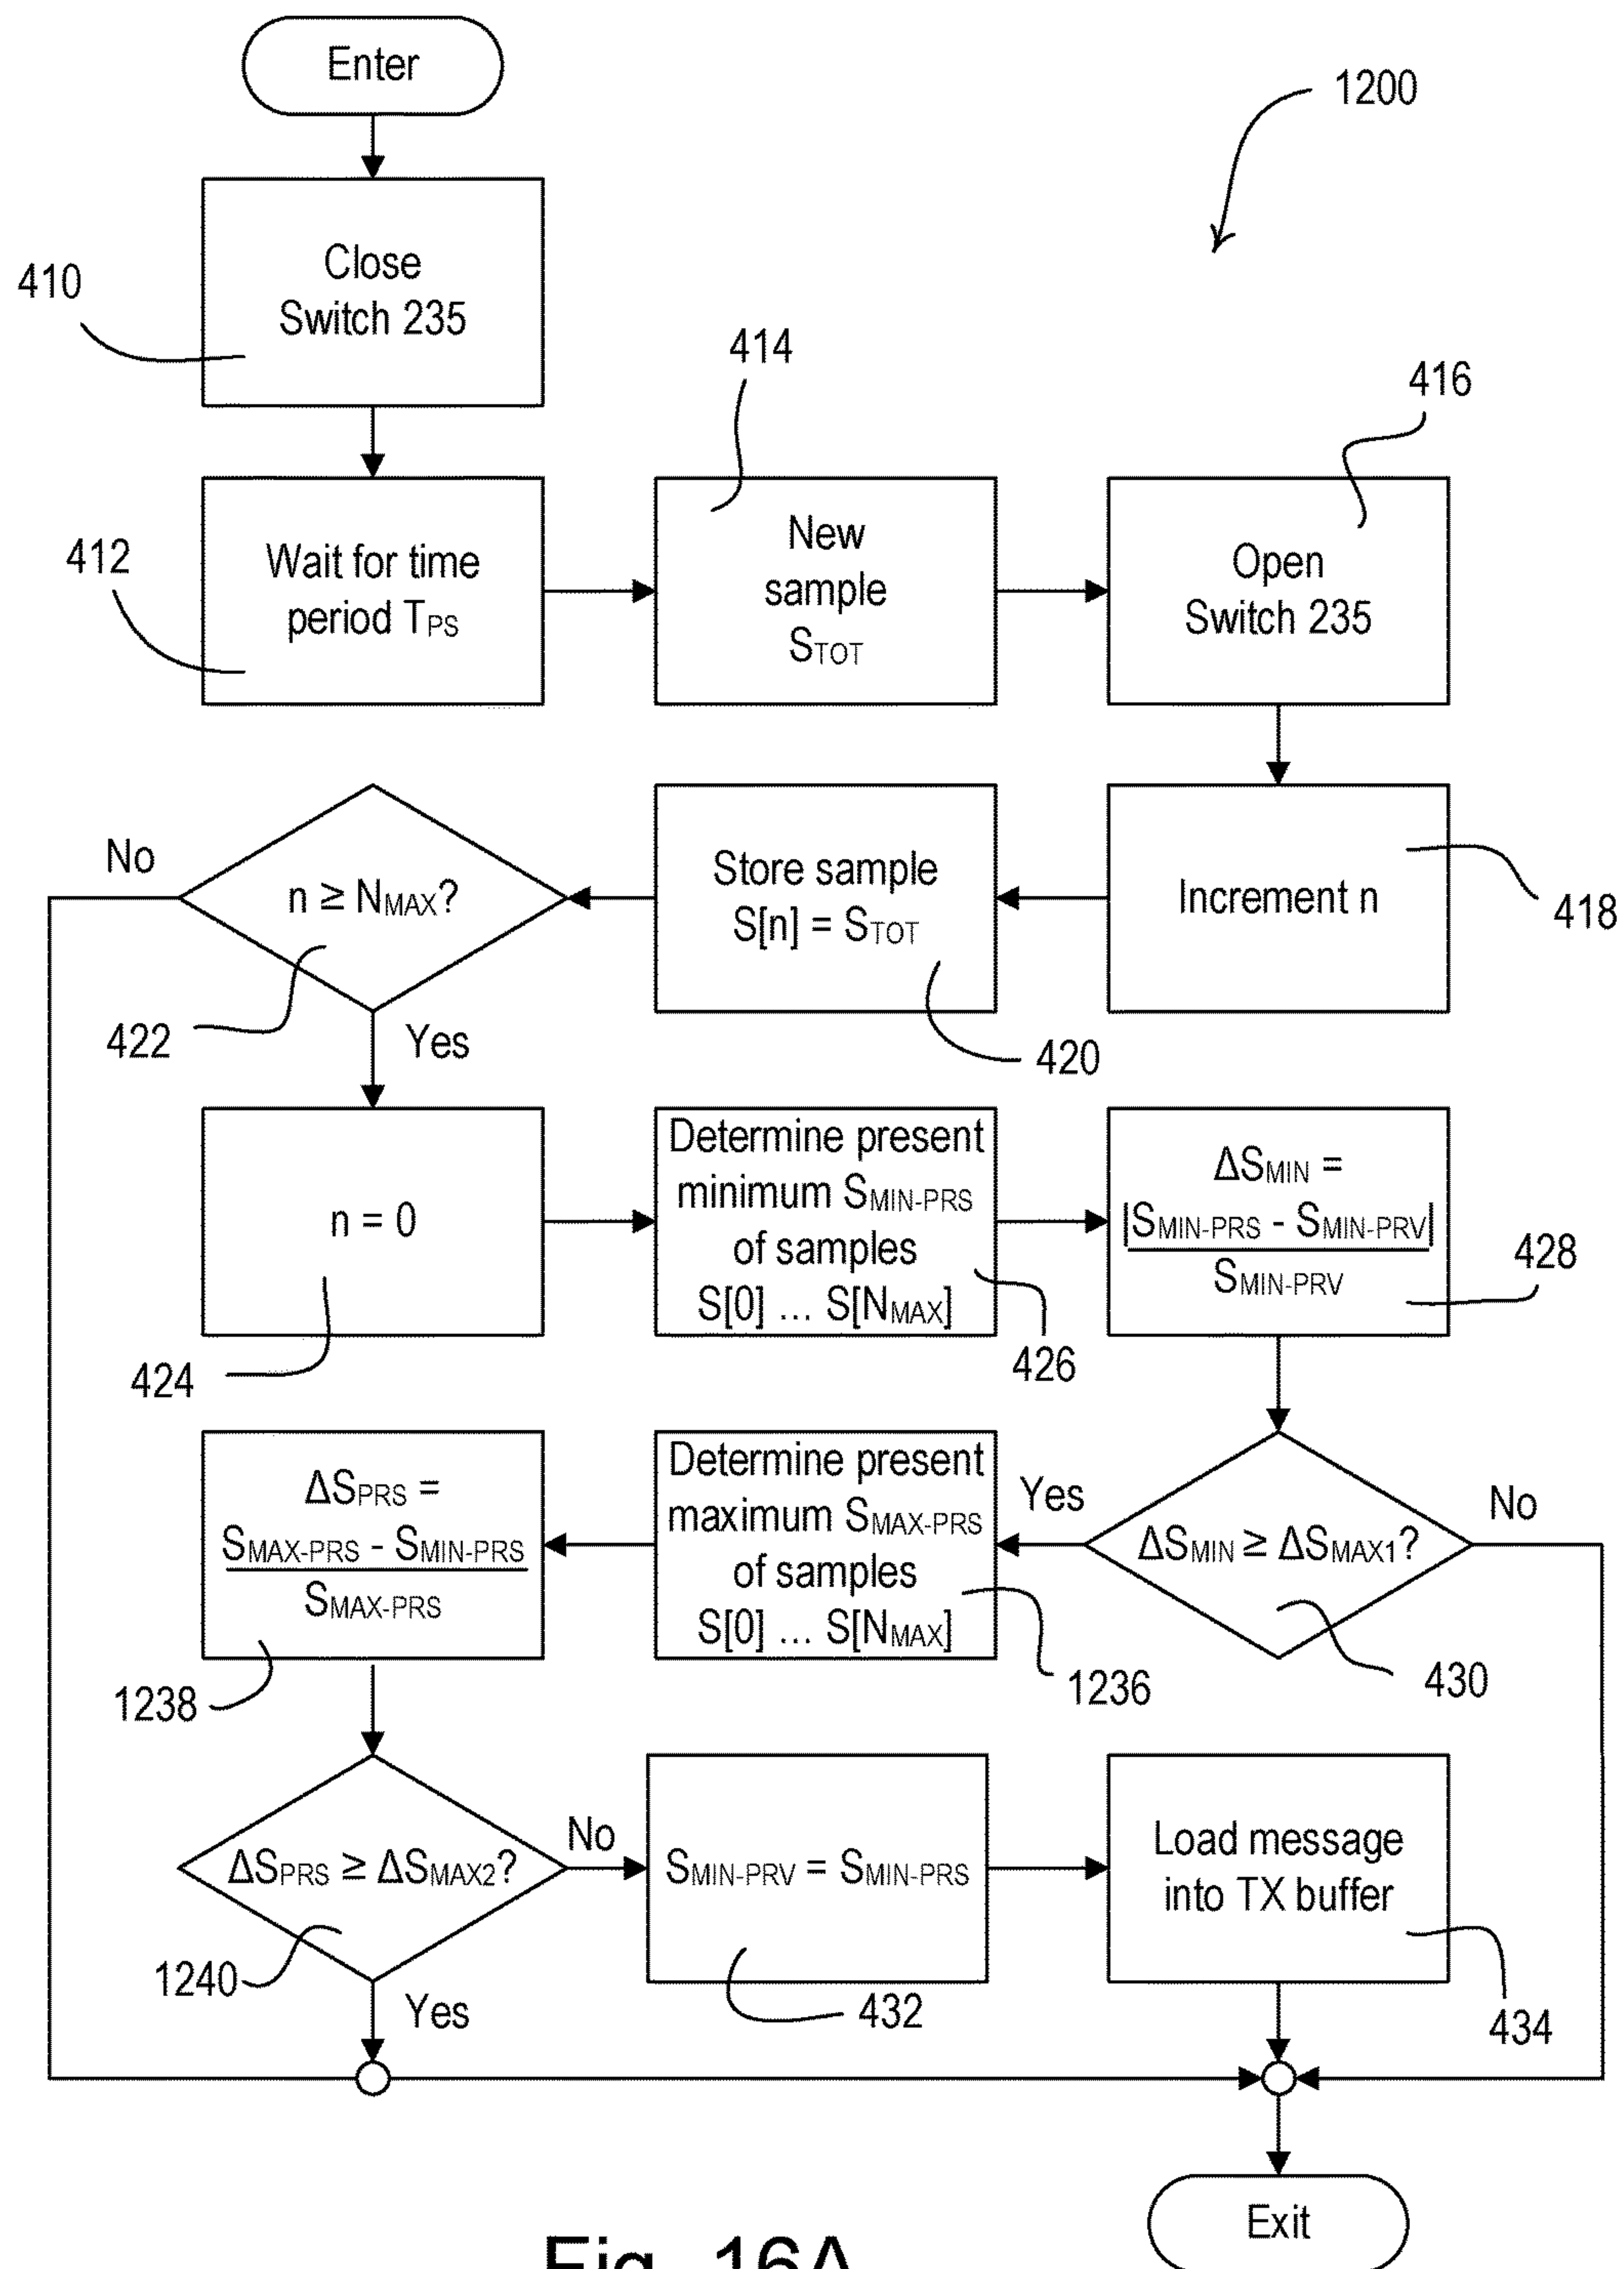 Enter
1200
410
Close
Switch 235
414
416
412
Wait for time
period TPS
New
sample
STOT
Open
Switch 235
No
n ≥ NMAX?
Store sample
S[n] = STOT
Increment n
418
422
Yes
420
n = 0
Determine present
minimum SMIN-PRS
of samples
S[0] ... S[NMAX]
ΔSMIN =
|SMIN-PRS - SMIN-PRV|
SMIN-PRV
428
424
426
ΔSPRS =
SMAX-PRS - SMIN-PRS
SMAX-PRS
Determine present
maximum SMAX-PRS
of samples
S[0] ... S[NMAX]
Yes
ΔSMIN ≥ ΔSMAX1?
No
1238
1236
430
ΔSPRS ≥ ΔSMAX2?
No
SMIN-PRV = SMIN-PRS
Load message
into TX buffer
1240
Yes
432
434
Exit
Fig. 16A